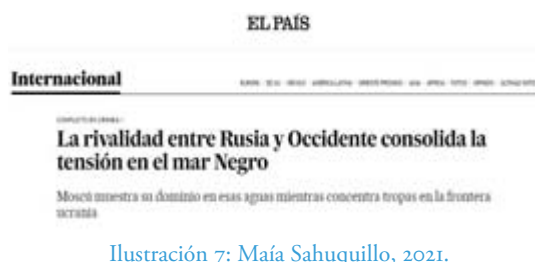 EL PAÍS
Internacional
La rivalidad entre Rusia y Occidente consolida la
tensión en el mar Negro
Moscú muestra su dominio en esas aguas mientras concentra tropas en la frontera
ucrania
Ilustración 7: Maía Sahuquillo, 2021.